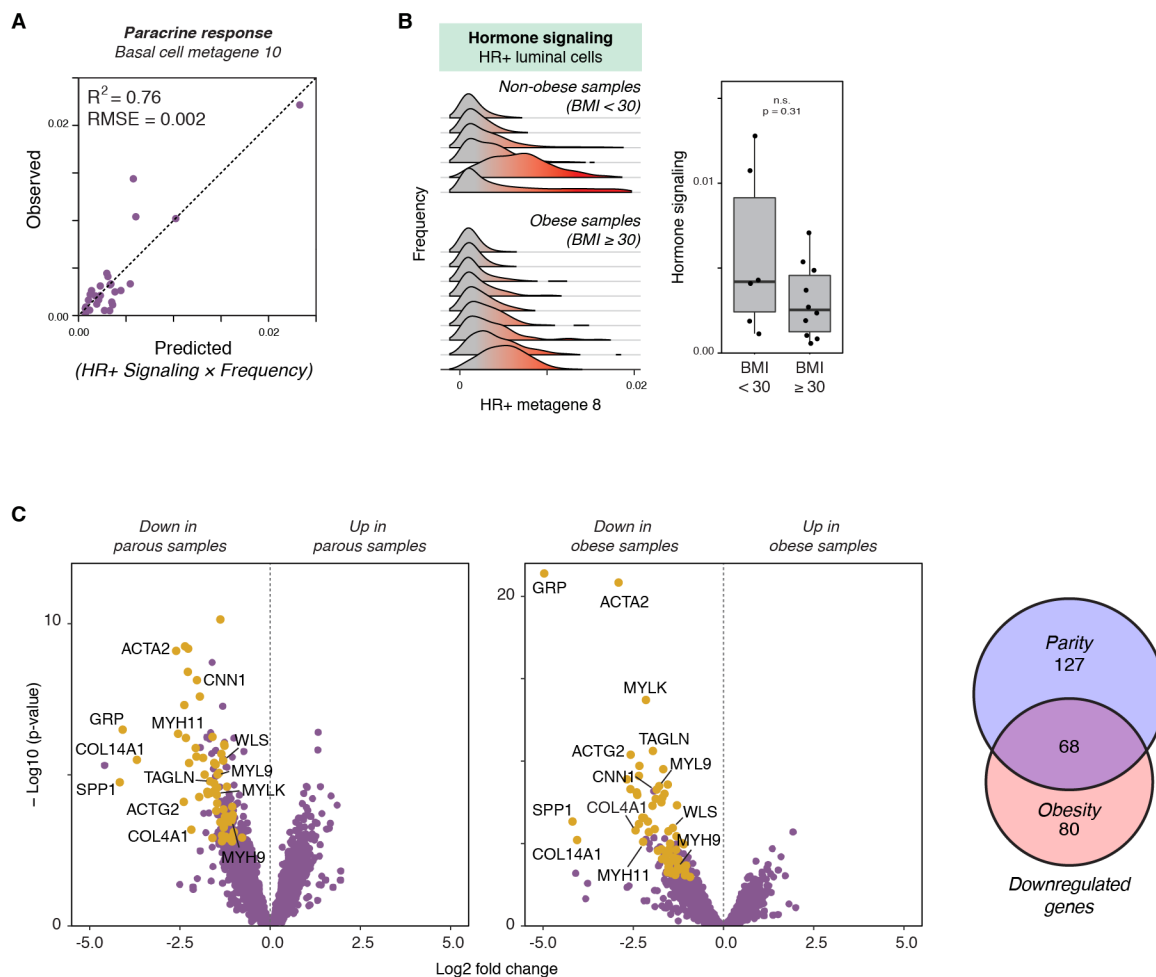 A
Paracrine response
Basal cell metagene 10
R² = 0.76
RMSE = 0.002
0.02
Observed
0.00
0.00
0.02
Predicted
(HR+ Signaling × Frequency)
B
Hormone signaling
HR+ luminal cells
Non-obese samples
(BMI < 30)
Frequency
Obese samples
(BMI ≥ 30)
0
0.02
HR+ metagene 8
n.s.
p = 0.31
Hormone signaling
0.01
0.00
BMI
< 30
BMI
≥ 30
C
Down in
parous samples
Up in
parous samples
− Log10 (p-value)
10
0
ACTA2
CNN1
GRP
MYH11
COL14A1
WLS
TAGLN
MYL9
SPP1
MYLK
ACTG2
COL4A1
MYH9
-5.0
-2.5
0.0
2.5
5.0
Down in
obese samples
Up in
obese samples
20
0
GRP
ACTA2
MYLK
TAGLN
ACTG2
MYL9
CNN1
SPP1
COL4A1
WLS
COL14A1
MYH9
MYH11
-5.0
-2.5
0.0
2.5
5.0
Log2 fold change
Parity
127
68
Obesity
80
Downregulated
genes